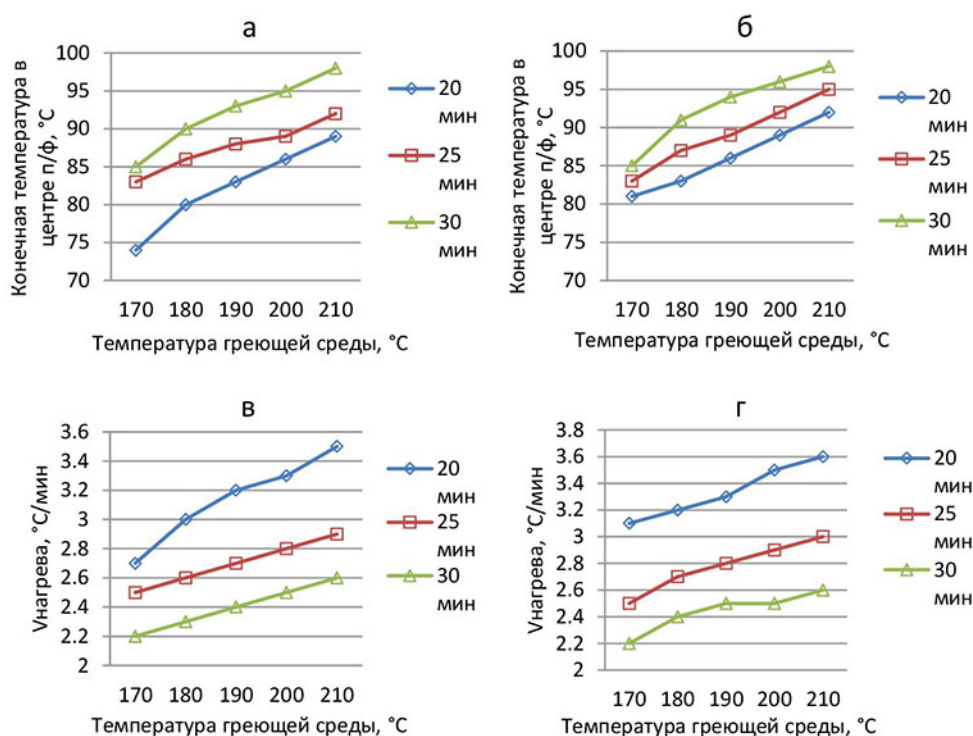 а
Конечная температура в
центре п/ф, °С
100
95
90
85
80
75
70
170 180 190 200 210
Температура греющей среды, °С
20
мин
25
мин
30
мин
б
Конечная температура в
центре п/ф, °С
100
95
90
85
80
75
70
170 180 190 200 210
Температура греющей среды, °С
20
мин
25
мин
30
мин
в
Vнагрева, °С/мин
3.6
3.4
3.2
3
2.8
2.6
2.4
2.2
2
170 180 190 200 210
Температура греющей среды, °С
20
мин
25
мин
30
мин
г
Vнагрева, °С/мин
3.8
3.6
3.4
3.2
3
2.8
2.6
2.4
2.2
2
170 180 190 200 210
Температура греющей среды, °С
20
мин
25
мин
30
мин